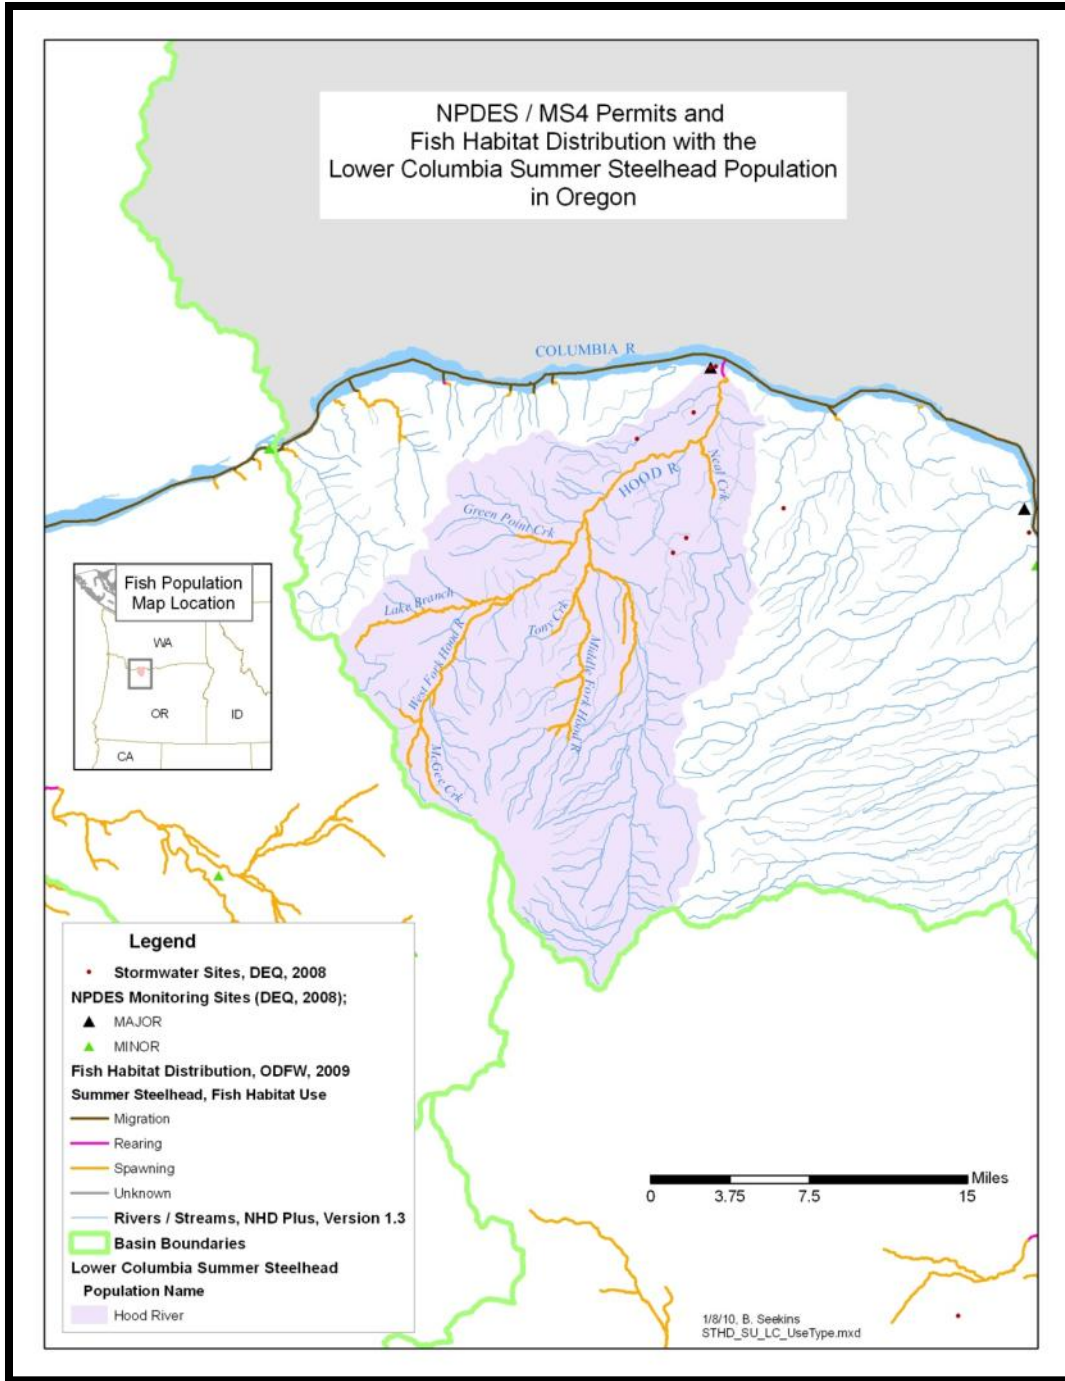 NPDES / MS4 Permits and
Fish Habitat Distribution with the
Lower Columbia Summer Steelhead Population
in Oregon
COLUMBIA R
HOOD R
Neal Crk
Green Point Crk
Lake Branch
West Fork Hood R
Tony Crk
Middle Fork Hood R
McGee Crk
Fish Population
Map Location
WA
OR
ID
CA
Legend
Stormwater Sites, DEQ, 2008
NPDES Monitoring Sites (DEQ, 2008);
MAJOR
MINOR
Fish Habitat Distribution, ODFW, 2009
Summer Steelhead, Fish Habitat Use
Migration
Rearing
Spawning
Unknown
Rivers / Streams, NHD Plus, Version 1.3
Basin Boundaries
Lower Columbia Summer Steelhead
Population Name
Hood River
Miles
0 3.75 7.5 15
1/8/10, B. Seekins
STHD_SU_LC_UseType.mxd